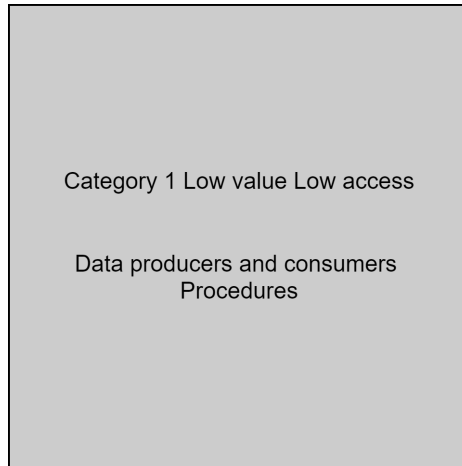 Category 1 Low value Low access
Data producers and consumers
Procedures